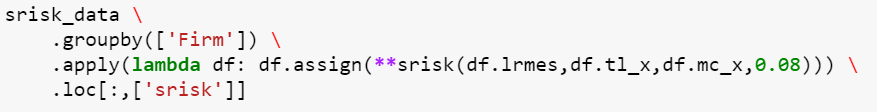 srisk_data \
    .groupby(['Firm']) \
    .apply(lambda df: df.assign(**srisk(df.lrmes,df.tl_x,df.mc_x,0.08))) \
    .loc[:,['srisk']]